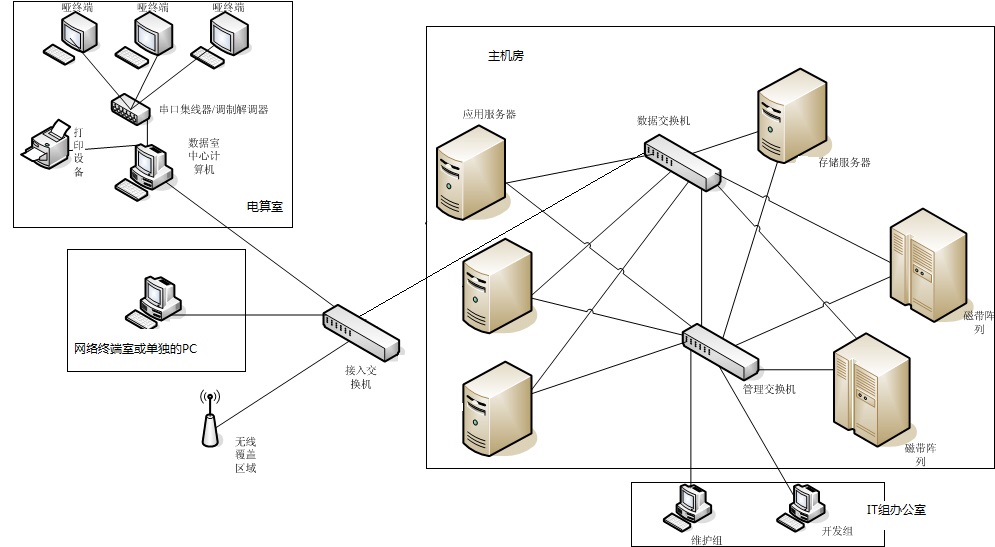 哑终端
哑终端
哑终端
串口集线器/调制解调器
打
印
设
备
数据室
中心计
算机
电算室
网络终端室或单独的PC
接入交
换机
无线
覆盖
区域
主机房
应用服务器
数据交换机
存储服务器
磁带阵
列
管理交换机
磁带阵
列
IT组办公室
维护组
开发组